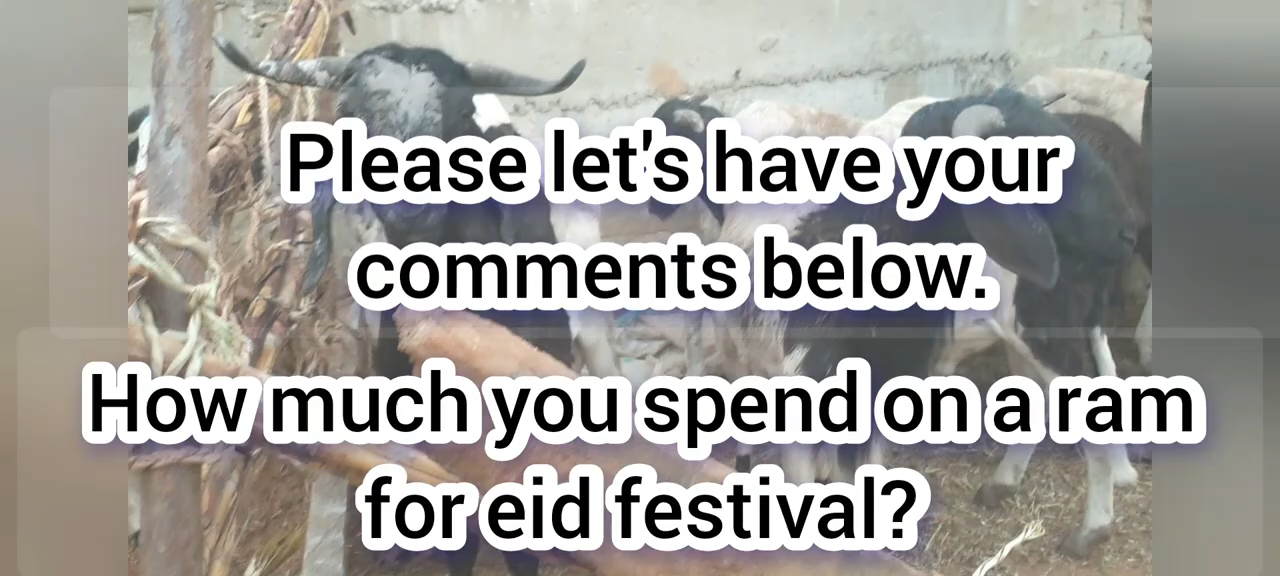 Please let's have your
comments below.
How much you spend on a ram
for eid festival?